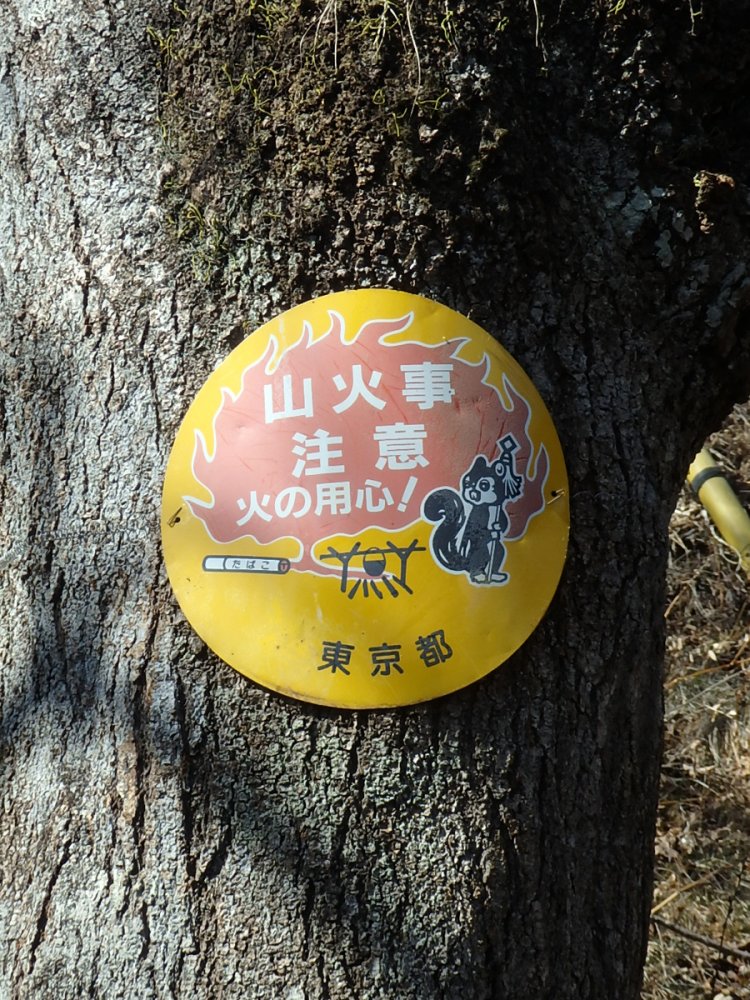 山火事
注意
火の用心!
たばこ
東京都